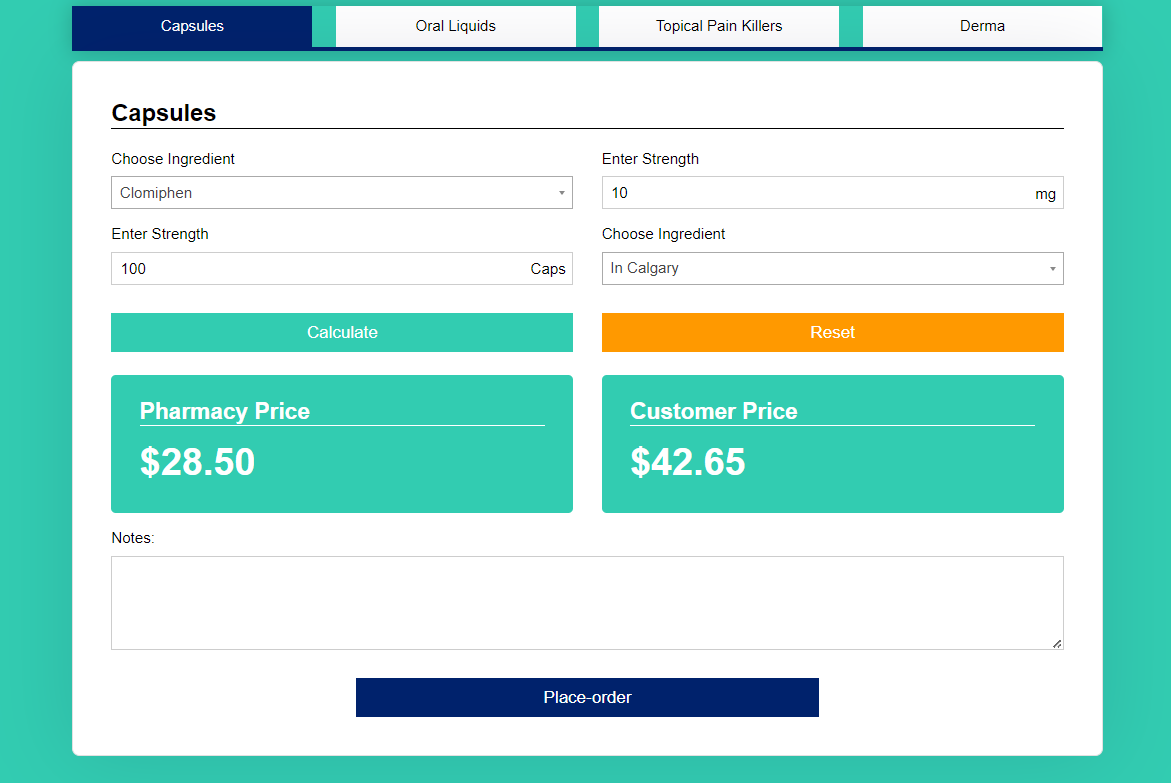 Capsules Oral Liquids Topical Pain Killers Derma
Capsules
Choose Ingredient Enter Strength
Clomiphen 10 mg
Enter Strength Choose Ingredient
100 Caps In Calgary
Calculate Reset
Pharmacy Price Customer Price
$28.50 $42.65
Notes:
Place-order